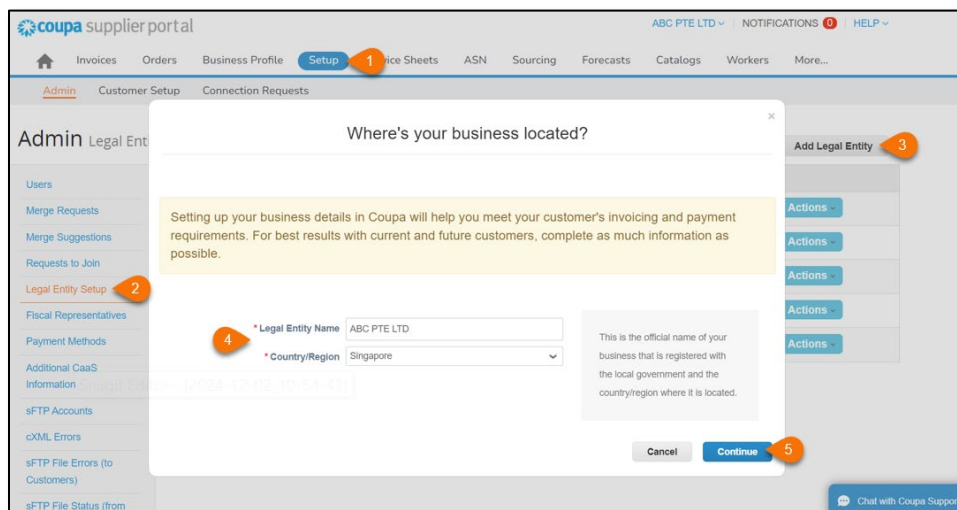 coupa supplier portal
ABC PTE LTD NOTIFICATIONS 0 HELP
Invoices Orders Business Profile Setup 1 ice Sheets ASN Sourcing Forecasts Catalogs Workers More...
Admin Customer Setup Connection Requests
Admin Legal Ent
Where's your business located?
×
Add Legal Entity 3
Users
Merge Requests
Merge Suggestions
Requests to Join
Legal Entity Setup 2
Fiscal Representatives
Payment Methods
Additional CaaS
Information
sFTP Accounts
cXML Errors
sFTP File Errors (to
Customers)
sFTP File Status (from
Setting up your business details in Coupa will help you meet your customer's invoicing and payment
requirements. For best results with current and future customers, complete as much information as
possible.
4
* Legal Entity Name ABC PTE LTD
* Country/Region Singapore
This is the official name of your
business that is registered with
the local government and the
country/region where it is located.
Cancel Continue 5
Actions
Actions
Actions
Actions
Actions
Chat with Coupa Suppor